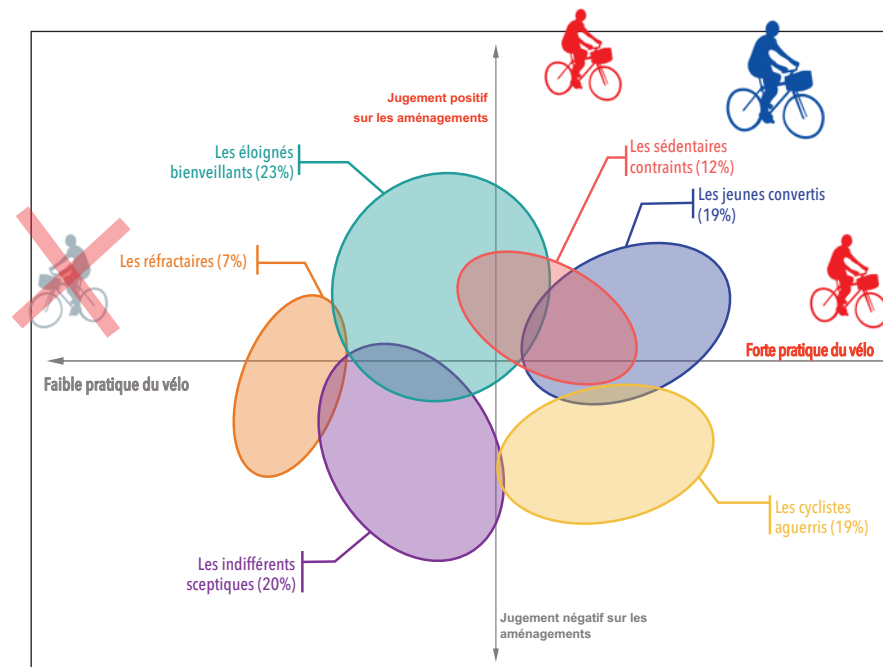 Jugement positif
sur les aménagements
Les éloignés
bienveillants (23%)
Les sédentaires
contraints (12%)
Les jeunes convertis
(19%)
Les réfractaires (7%)
Forte pratique du vélo
Faible pratique du vélo
Les cyclistes
aguerris (19%)
Les indifférents
sceptiques (20%)
Jugement négatif sur les
aménagements